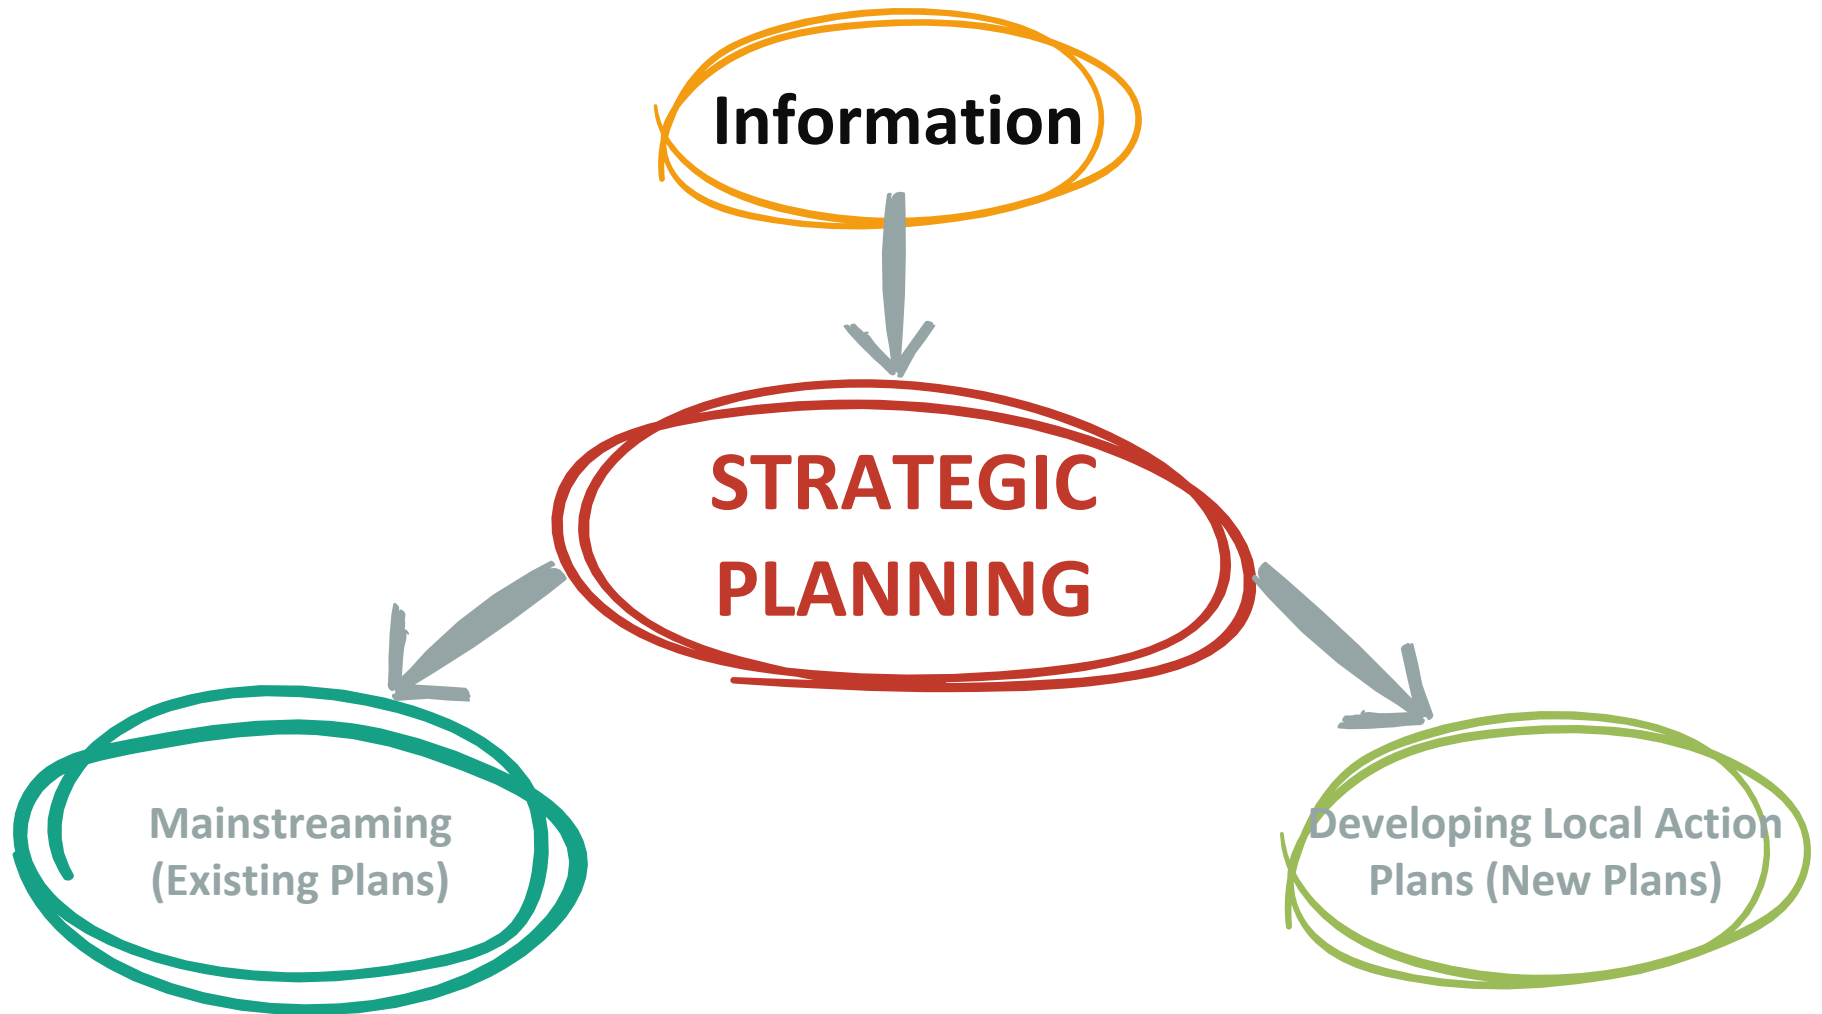 Information
STRATEGIC
PLANNING
Mainstreaming
(Existing Plans)
Developing Local Action
Plans (New Plans)